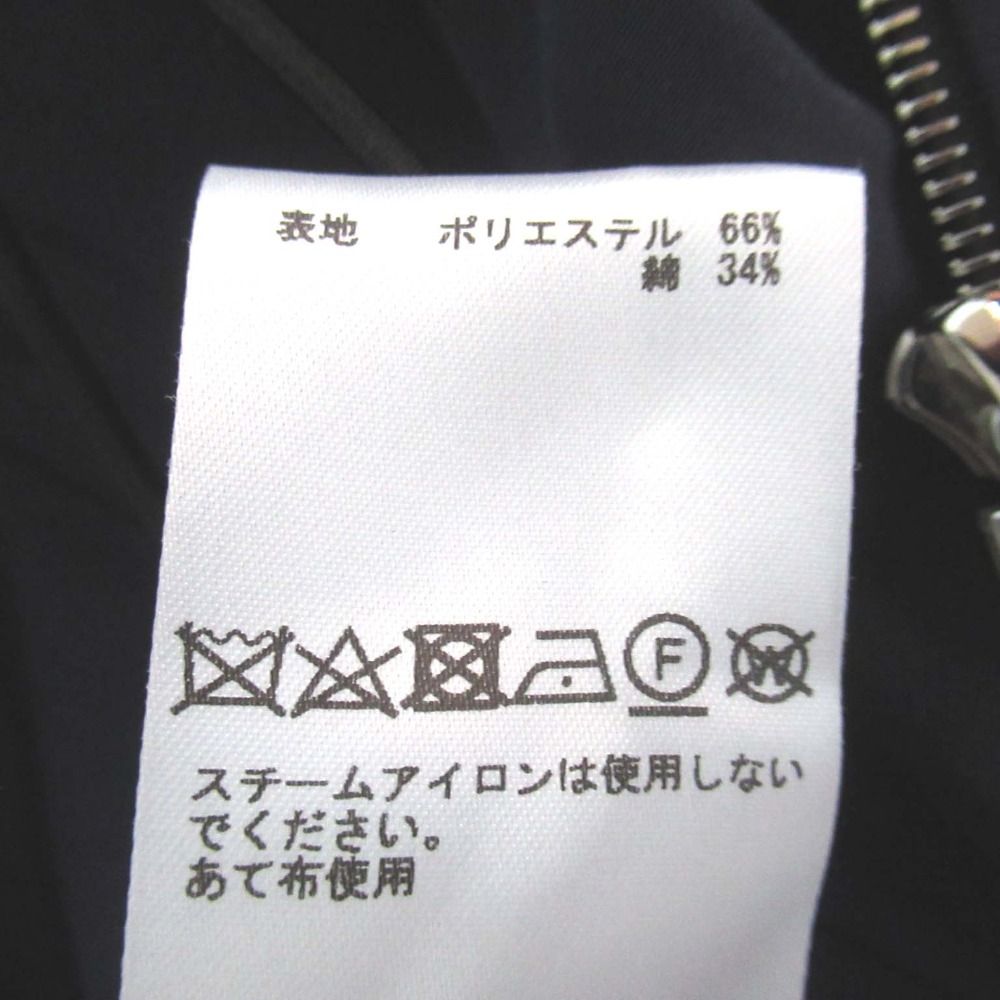 表地 ポリエステル 66%
綿 34%
F W
スチームアイロンは使用しない
でください。
あて布使用